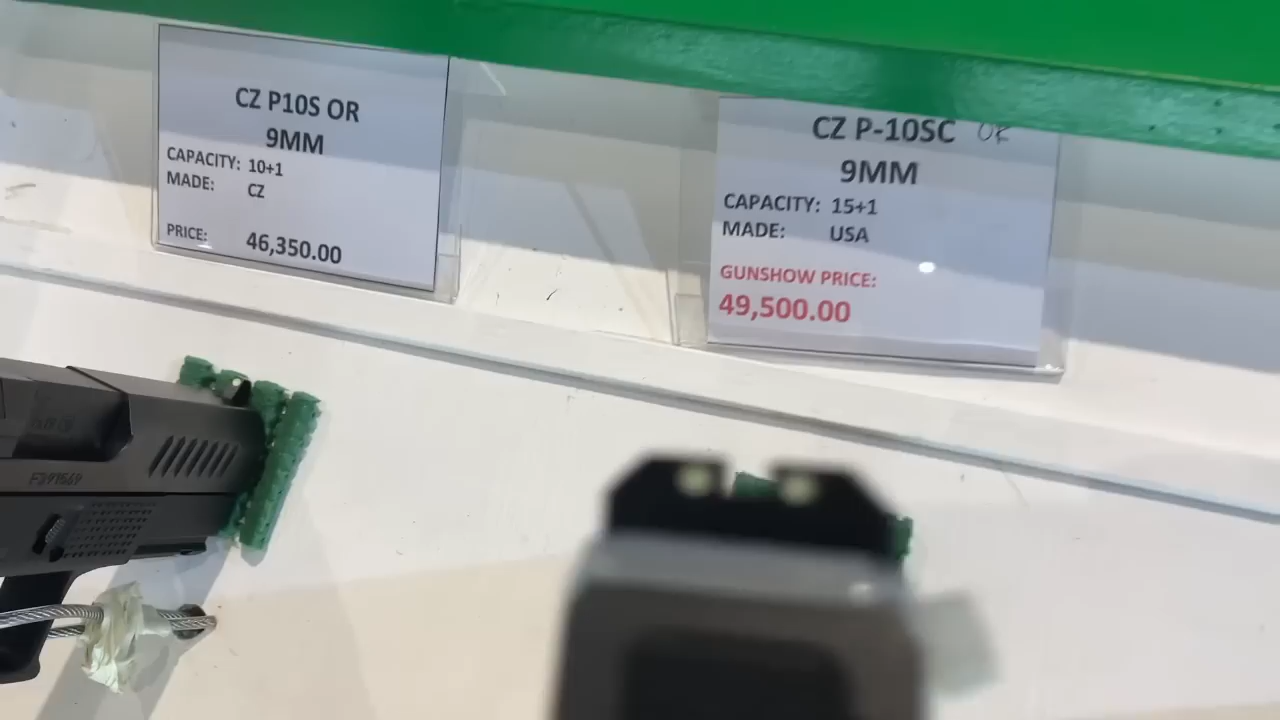 CZ P10S OR
9MM
CAPACITY: 10+1
MADE: CZ
PRICE: 46,350.00
CZ P-10SC OR
9MM
CAPACITY: 15+1
MADE: USA
GUNSHOW PRICE:
49,500.00